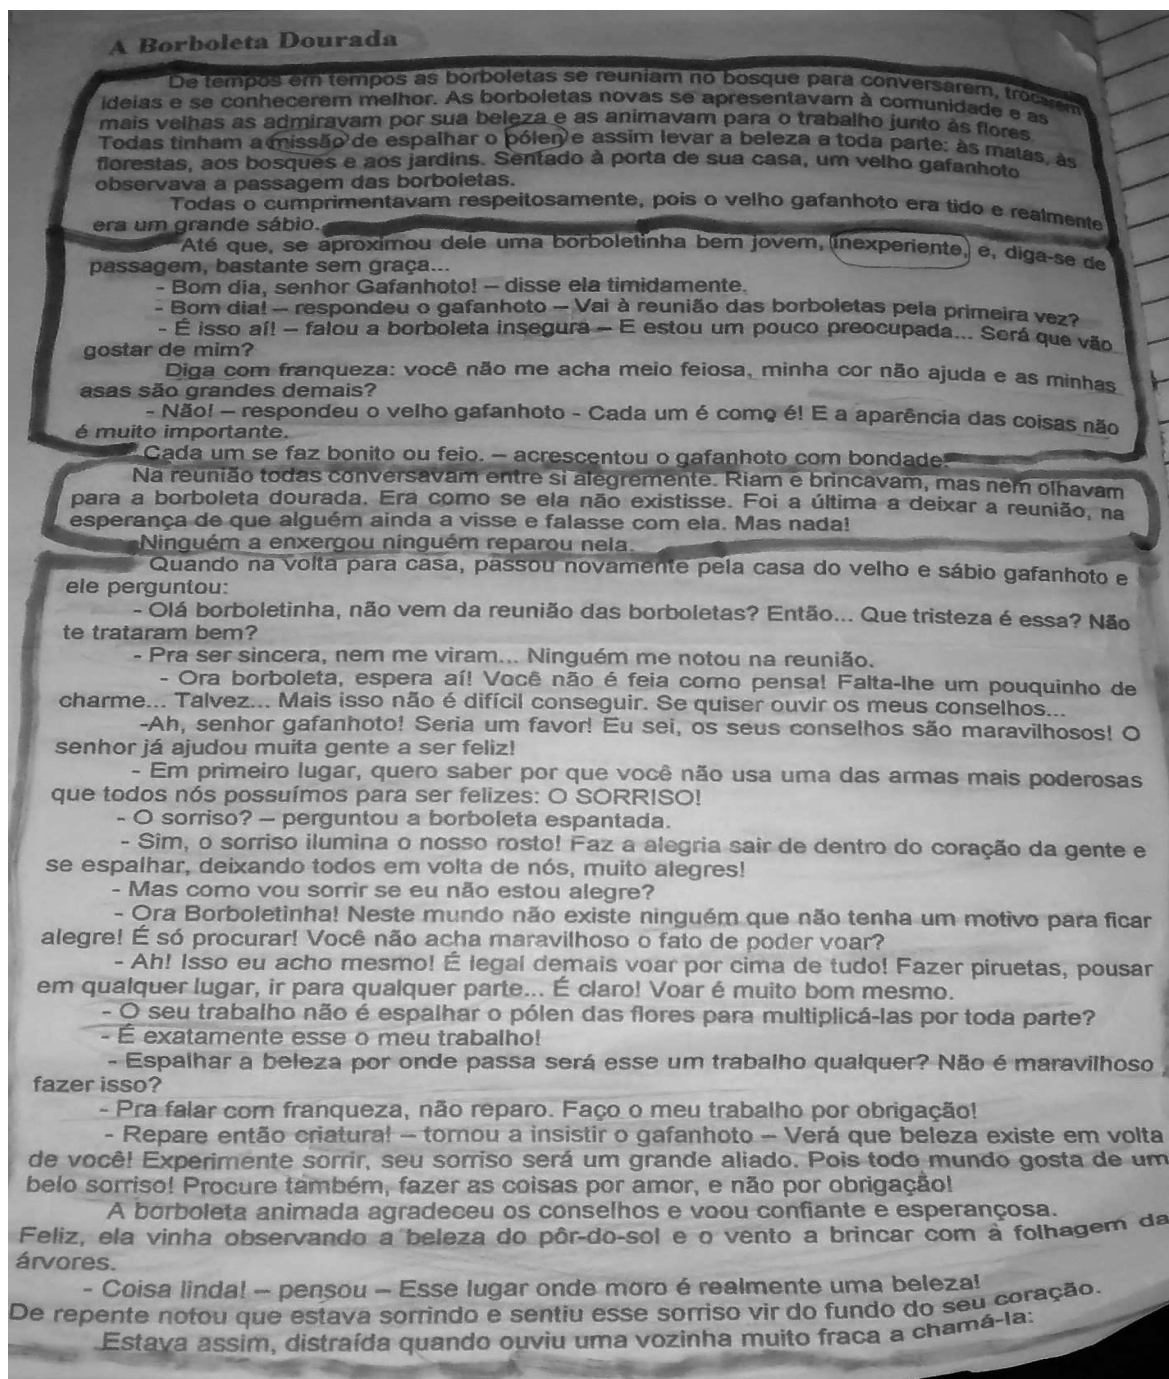 A Borboleta Dourada
De tempos em tempos as borboletas se reuniam no bosque para conversarem, trocarem
ideias e se conhecerem melhor. As borboletas novas se apresentavam à comunidade e as
mais velhas as admiravam por sua beleza e as animavam para o trabalho junto às flores.
Todas tinham a missão de espalhar o pólen e assim levar a beleza a toda parte: às matas, às
florestas, aos bosques e aos jardins. Sentado à porta de sua casa, um velho gafanhoto
observava a passagem das borboletas.
Todas o cumprimentavam respeitosamente, pois o velho gafanhoto era tido e realmente
era um grande sábio.
Até que, se aproximou dele uma borboletinha bem jovem, inexperiente, e, diga-se de
passagem, bastante sem graça...
- Bom dia, senhor Gafanhoto! – disse ela timidamente.
- Bom dia! – respondeu o gafanhoto – Vai à reunião das borboletas pela primeira vez?
- É isso aí! – falou a borboleta insegura – E estou um pouco preocupada... Será que vão
gostar de mim?
Diga com franqueza: você não me acha meio feiosa, minha cor não ajuda e as minhas
asas são grandes demais?
- Não! – respondeu o velho gafanhoto - Cada um é como é! E a aparência das coisas não
é muito importante.
Cada um se faz bonito ou feio. – acrescentou o gafanhoto com bondade.
Na reunião todas conversavam entre si alegremente. Riam e brincavam, mas nem olhavam
para a borboleta dourada. Era como se ela não existisse. Foi a última a deixar a reunião, na
esperança de que alguém ainda a visse e falasse com ela. Mas nada!
Ninguém a enxergou ninguém reparou nela.
Quando na volta para casa, passou novamente pela casa do velho e sábio gafanhoto e
ele perguntou:
- Olá borboletinha, não vem da reunião das borboletas? Então... Que tristeza é essa? Não
te trataram bem?
- Pra ser sincera, nem me viram... Ninguém me notou na reunião.
- Ora borboleta, espera aí! Você não é feia como pensa! Falta-lhe um pouquinho de
charme... Talvez... Mais isso não é difícil conseguir. Se quiser ouvir os meus conselhos...
-Ah, senhor gafanhoto! Seria um favor! Eu sei, os seus conselhos são maravilhosos! O
senhor já ajudou muita gente a ser feliz!
- Em primeiro lugar, quero saber por que você não usa uma das armas mais poderosas
que todos nós possuímos para ser felizes: O SORRISO!
- O sorriso? – perguntou a borboleta espantada.
- Sim, o sorriso ilumina o nosso rosto! Faz a alegria sair de dentro do coração da gente e
se espalhar, deixando todos em volta de nós, muito alegres!
- Mas como vou sorrir se eu não estou alegre?
- Ora Borboletinha! Neste mundo não existe ninguém que não tenha um motivo para ficar
alegre! É só procurar! Você não acha maravilhoso o fato de poder voar?
- Ah! Isso eu acho mesmo! É legal demais voar por cima de tudo! Fazer piruetas, pousar
em qualquer lugar, ir para qualquer parte... É claro! Voar é muito bom mesmo.
- O seu trabalho não é espalhar o pólen das flores para multiplicá-las por toda parte?
- É exatamente esse o meu trabalho!
- Espalhar a beleza por onde passa será esse um trabalho qualquer? Não é maravilhoso
fazer isso?
- Pra falar com franqueza, não reparo. Faço o meu trabalho por obrigação!
- Repare então criatura! – tornou a insistir o gafanhoto – Verá que beleza existe em volta
de você! Experimente sorrir, seu sorriso será um grande aliado. Pois todo mundo gosta de um
belo sorriso! Procure também, fazer as coisas por amor, e não por obrigação!
A borboleta animada agradeceu os conselhos e voou confiante e esperançosa.
Feliz, ela vinha observando a beleza do pôr-do-sol e o vento a brincar com a folhagem da
árvores.
- Coisa linda! – pensou – Esse lugar onde moro é realmente uma beleza!
De repente notou que estava sorrindo e sentiu esse sorriso vir do fundo do seu coração.
Estava assim, distraída quando ouviu uma vozinha muito fraca a chamá-la: